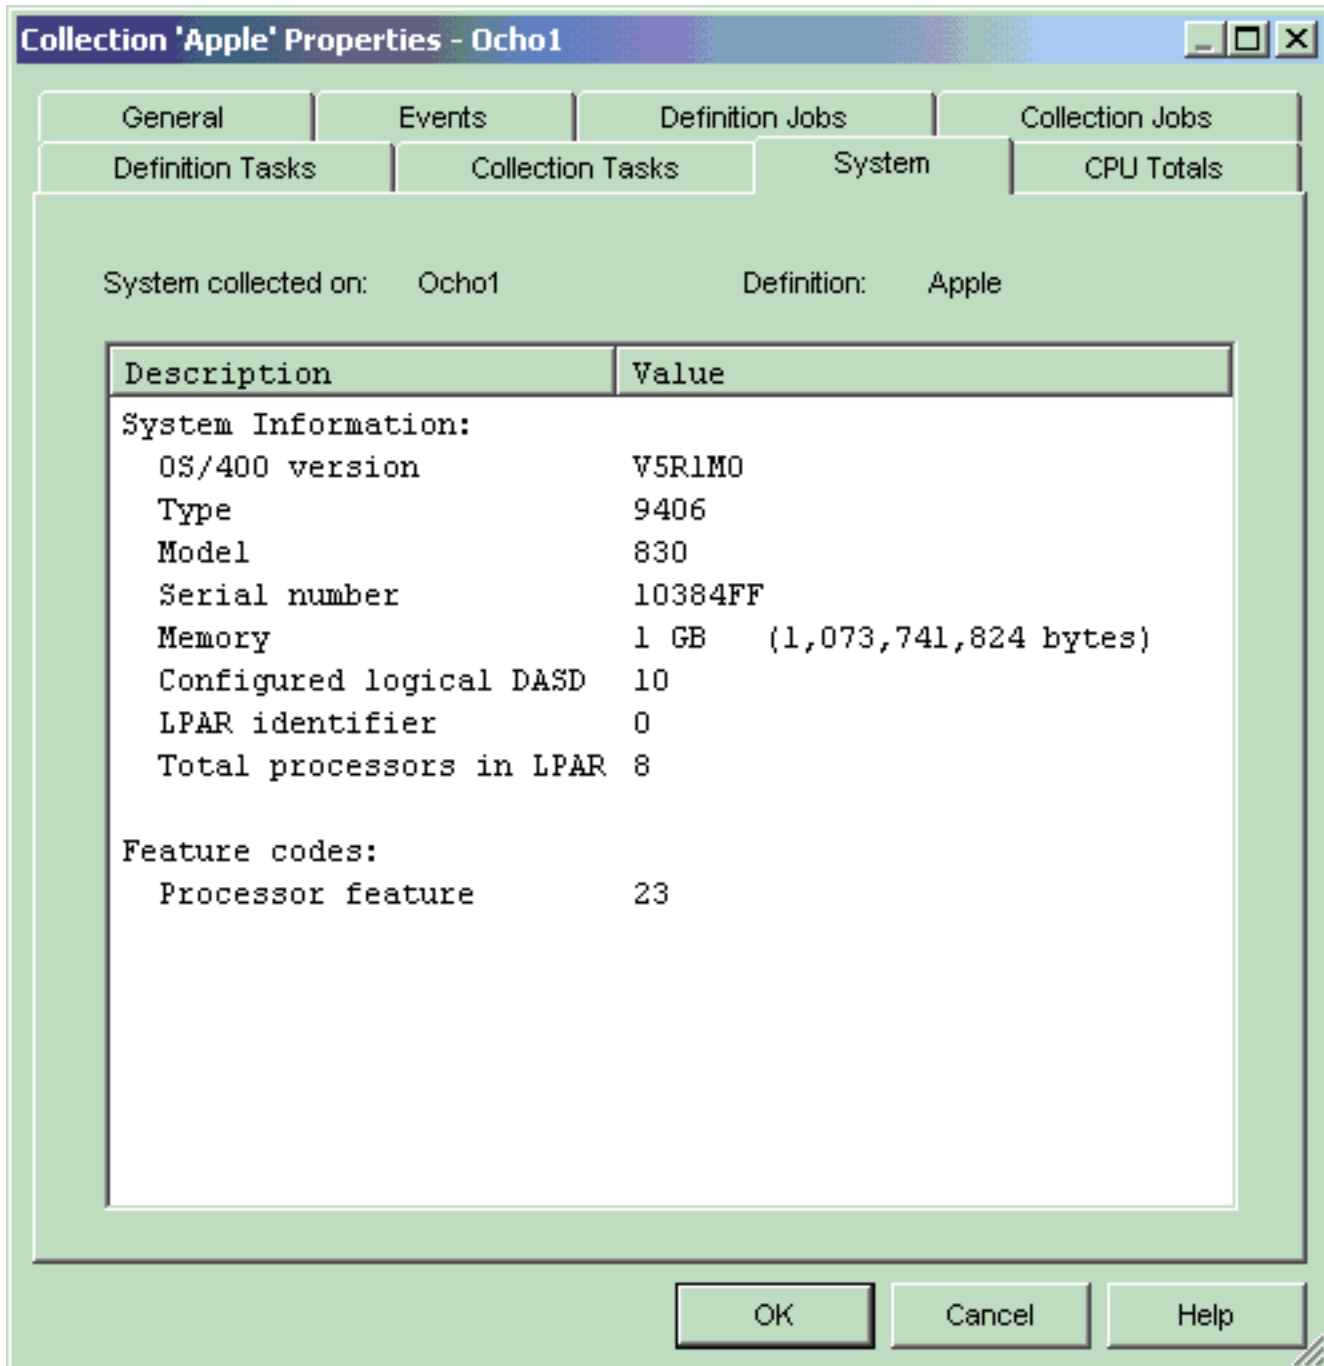 Collection 'Apple' Properties - Ocho1
General Events Definition Jobs Collection Jobs
Definition Tasks Collection Tasks System CPU Totals
System collected on: Ocho1 Definition: Apple
Description Value
System Information:
OS/400 version V5R1M0
Type 9406
Model 830
Serial number 10384FF
Memory 1 GB (1,073,741,824 bytes)
Configured logical DASD 10
LPAR identifier 0
Total processors in LPAR 8
Feature codes:
Processor feature 23
OK Cancel Help